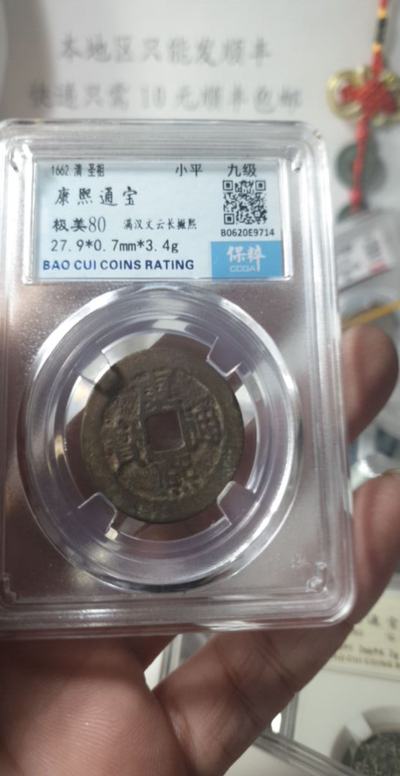 本地区只能发顺丰
快递只需10元顺丰包邮
1662 清 圣祖 小平 九级
康熙通宝
极美80 满汉文云长撇熙
B0620E9714
27.9*0.7mm*3.4g 保粹
BAO CUI COINS RATING CCGA